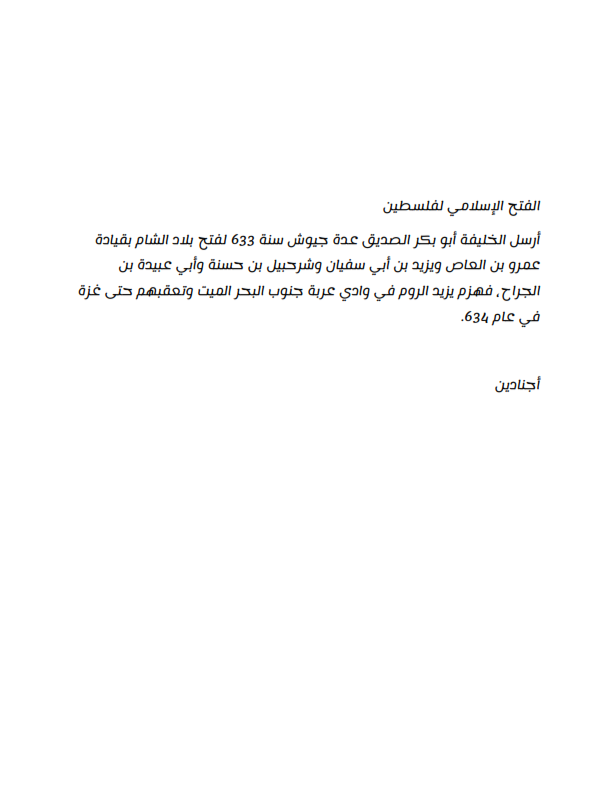 الفتح الإسلامي لفلسطين
أرسل الخليفة أبو بكر الصديق عدة جيوش سنة 633 لفتح بلاد الشام بقيادة
عمرو بن العاص ويزيد بن أبي سفيان وشرحبيل بن حسنة وأبي عبيدة بن
الجراح، فهزم يزيد الروم في وادي عربة جنوب البحر الميت وتعقبهم حتى غزة
في عام 634.
أجنادين